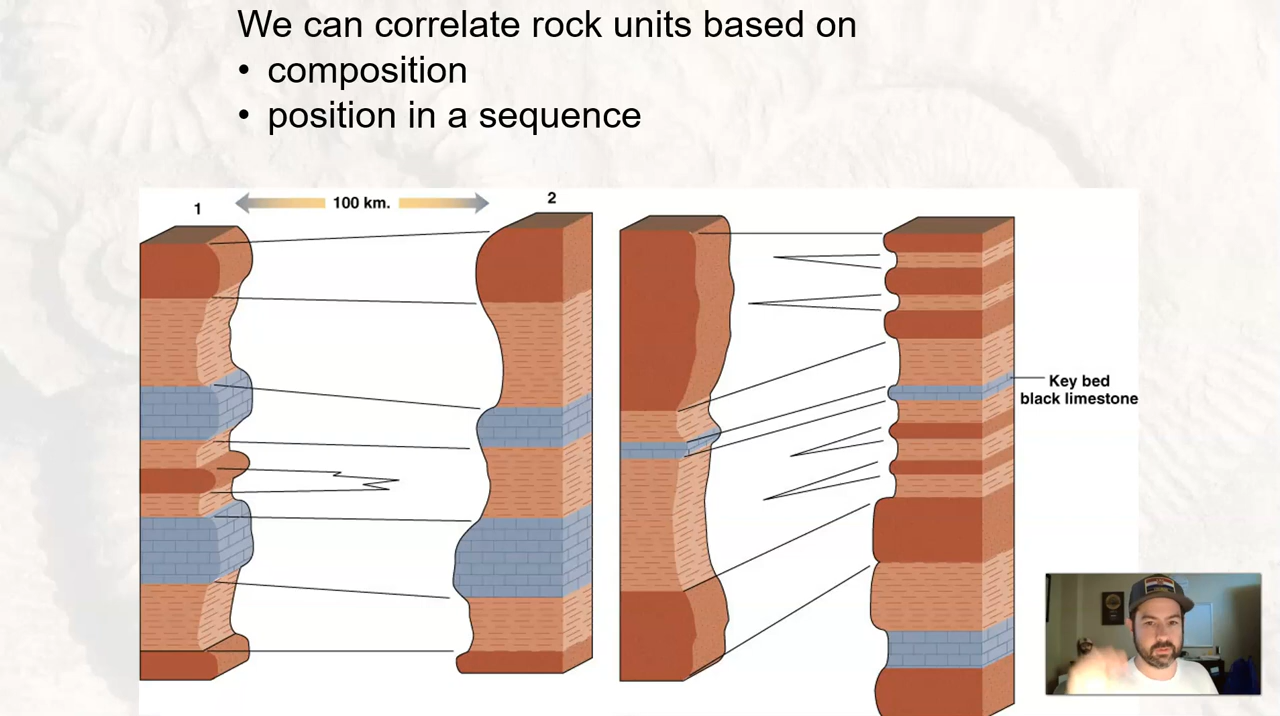 We can correlate rock units based on
• composition
• position in a sequence
1
100 km.
2
Key bed
black limestone